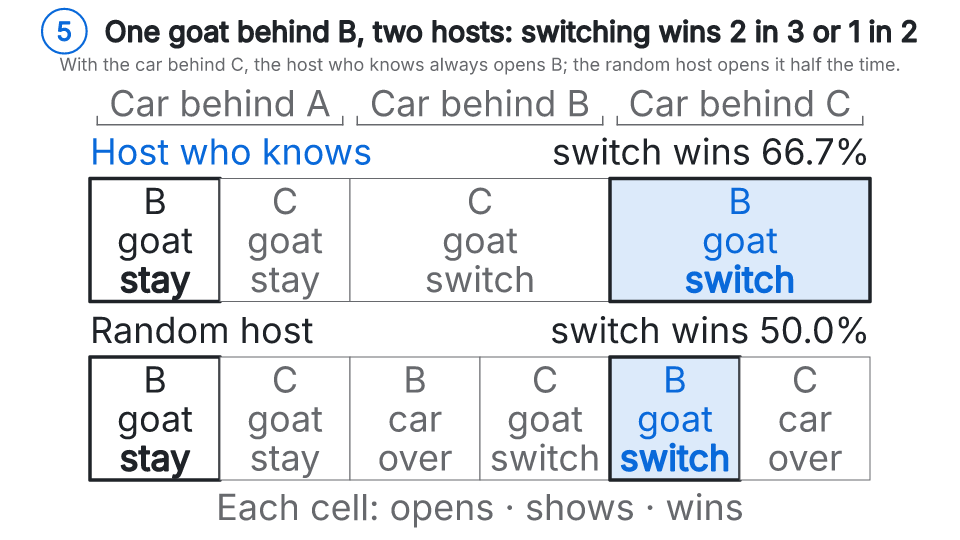 5 One goat behind B, two hosts: switching wins 2 in 3 or 1 in 2
With the car behind C, the host who knows always opens B; the random host opens it half the time.
Car behind A Car behind B Car behind C
Host who knows switch wins 66.7%
B C C B
goat goat goat goat
stay stay switch switch
Random host switch wins 50.0%
B C B C B C
goat goat car goat goat car
stay stay over switch switch over
Each cell: opens · shows · wins